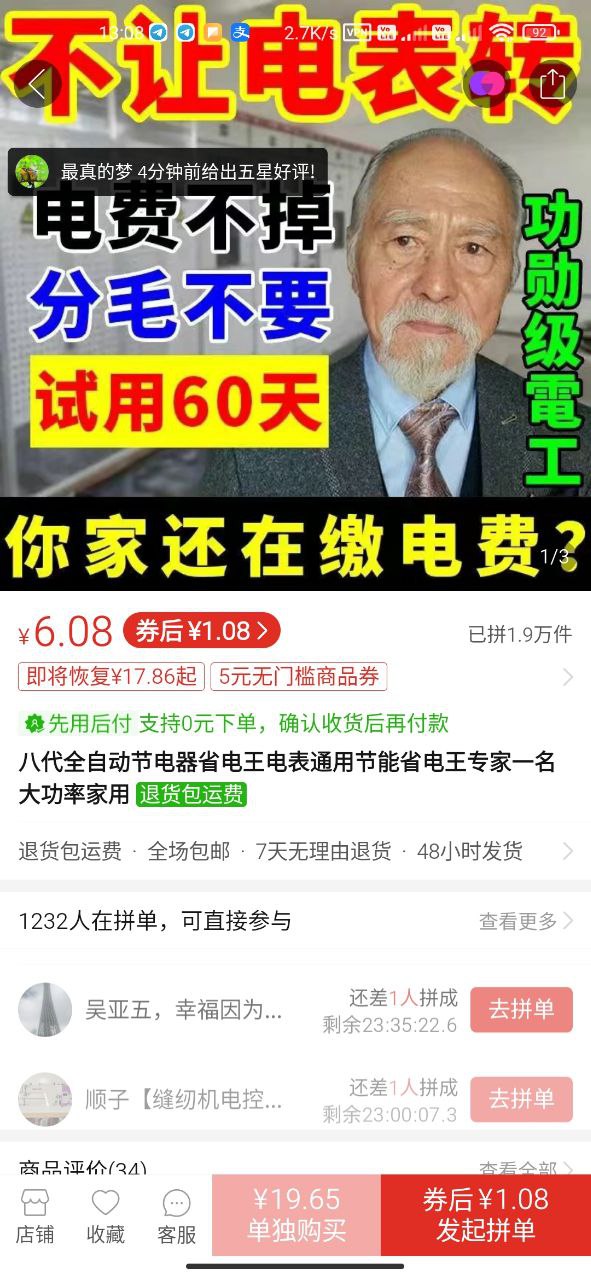 不让电表转
13:08 2.7K/s VPN 92
最真的梦 4分钟前给出五星好评!
电费不掉
分毛不要
试用60天
功勋级電工
你家还在缴电费?
1/3
¥6.08 券后 ¥1.08 已拼1.9万件
即将恢复¥17.86起 5元无门槛商品券
先用后付 支持0元下单，确认收货后再付款
八代全自动节电器省电王电表通用节能省电王专家一名
大功率家用 退货包运费
退货包运费 · 全场包邮 · 7天无理由退货 · 48小时发货
1232人在拼单，可直接参与 查看更多
吴亚五，幸福因为... 还差1人拼成 去拼单
剩余23:35:22.6
顺子【缝纫机电控... 还差1人拼成 去拼单
剩余23:00:07.3
商品评价(34) 查看全部
店铺 收藏 客服
¥19.65
单独购买
券后 ¥1.08
发起拼单